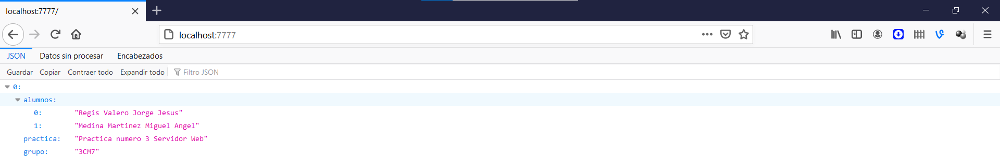 localhost:7777/
localhost:7777
JSON Datos sin procesar Encabezados
Guardar Copiar Contraer todo Expandir todo Filtro JSON
0:
alumnos:
0: "Regis Valero Jorge Jesus"
1: "Medina Martinez Miguel Angel"
practica: "Practica numero 3 Servidor Web"
grupo: "3CM7"